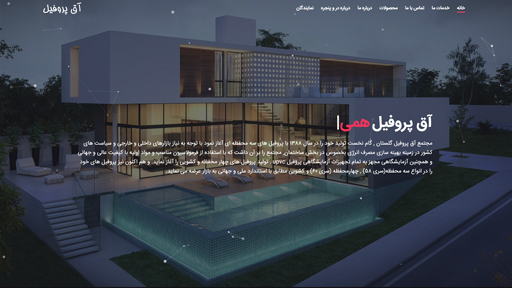 آق پروفیل
خانه
خدمات ما
تماس با ما
محصولات
درباره ما
درباره در و پنجره
نمایندگان
آق پروفیل همی|
مجتمع آق پروفیل گلستان ، گام نخست تولید خود را در سال ۱۳۸۸ با پروفیل های سه محفظه ای آغاز نمود با توجه به نیاز بازارهای داخلی و خارجی و سیاست های
کشور در زمینه بهینه سازی مصرف انرژی بخصوص در بخش ساختمان, مجتمع را بر آن داشت که با استفاده از فرمولاسیون مناسب و مواد اولیه با کیفیت عالی و جهانی
و همچنین آزمایشگاهی مجهز به تمام تجهیزات آزمایشگاهی پروفیل upvc ، تولید پروفیل های چهار محفظه و کشویی را آغاز نماید. و هم اکنون نیز پروفیل های خود
را در انواع سه محفظه(سری ۵۸) , چهارمحفظه (سری ۶۰) و کشویی مطابق با استاندارد ملی و جهانی به بازار عرضه می نماید.